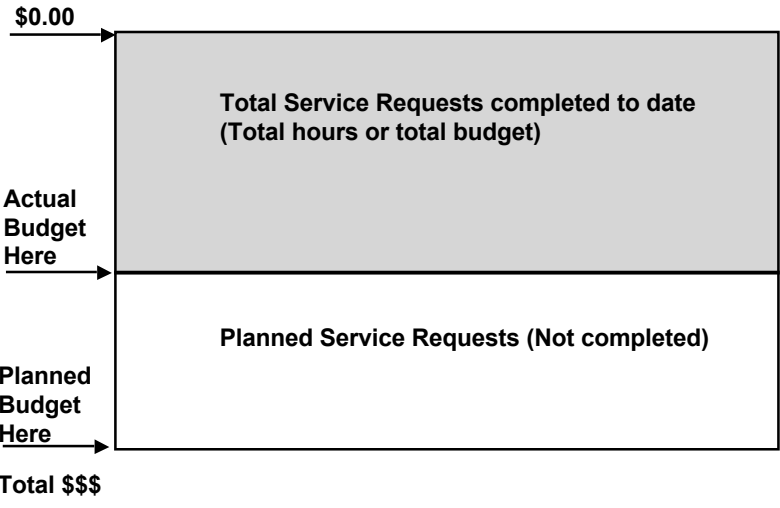 $0.00
Total Service Requests completed to date
(Total hours or total budget)
Actual
Budget
Here
Planned Service Requests (Not completed)
Planned
Budget
Here
Total $$$